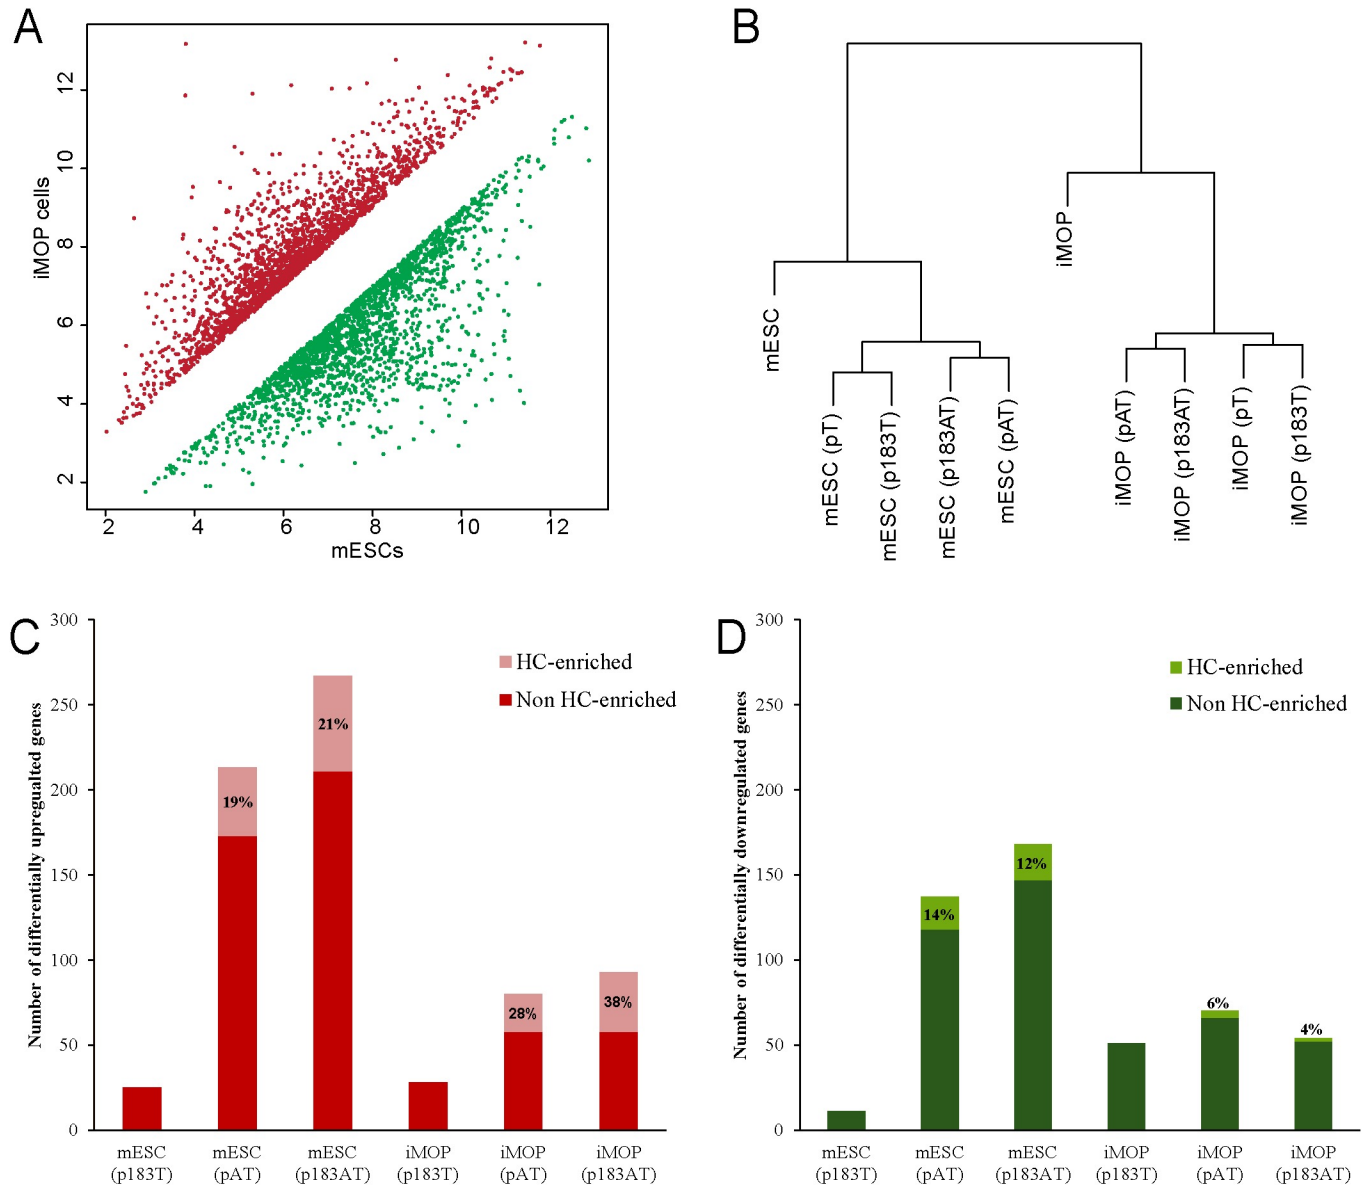 A
iMOP cells
12
10
8
6
4
2
2 4 6 8 10 12
mESCs
B
mESC
iMOP
mESC (pT)
mESC (p183T)
mESC (p183AT)
mESC (pAT)
iMOP (pAT)
iMOP (p183AT)
iMOP (pT)
iMOP (p183T)
C
Number of differentially upregualted genes
300
250
200
150
100
50
0
HC-enriched
Non HC-enriched
19%
21%
28%
38%
mESC
(p183T)
mESC
(pAT)
mESC
(p183AT)
iMOP
(p183T)
iMOP
(pAT)
iMOP
(p183AT)
D
Number of differentially downregulated genes
300
250
200
150
100
50
0
HC-enriched
Non HC-enriched
14%
12%
6%
4%
mESC
(p183T)
mESC
(pAT)
mESC
(p183AT)
iMOP
(p183T)
iMOP
(pAT)
iMOP
(p183AT)